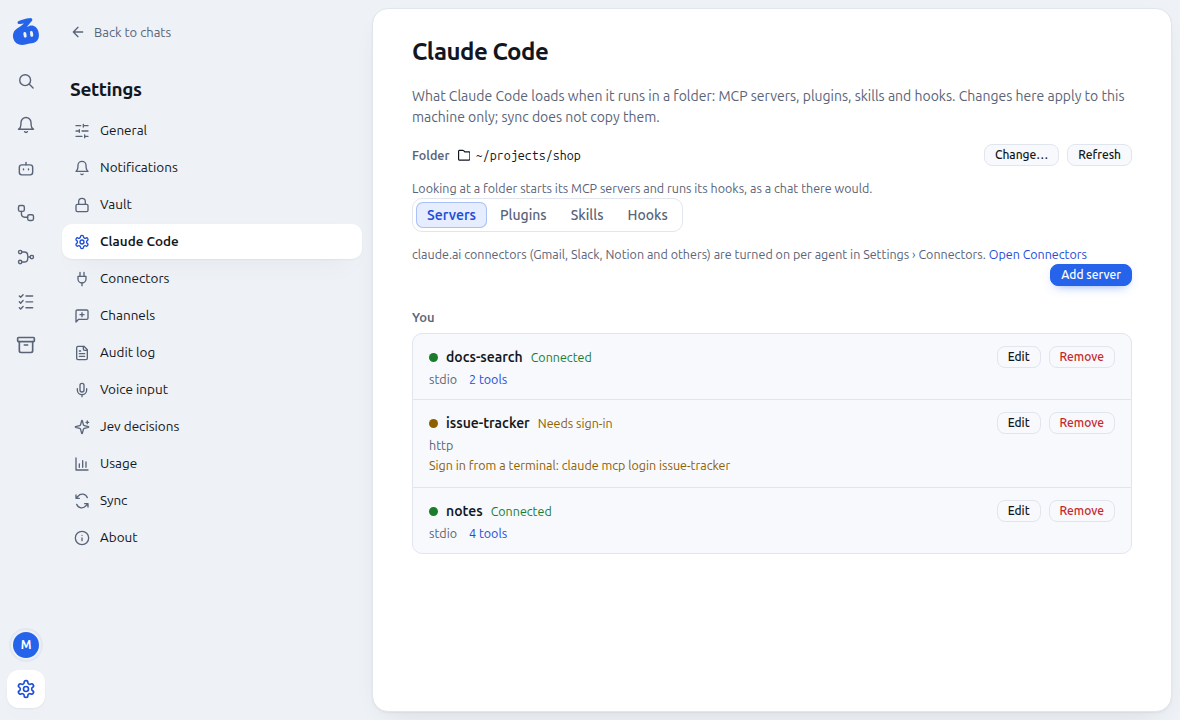 Back to chats
Settings
General
Notifications
Vault
Claude Code
Connectors
Channels
Audit log
Voice input
Jev decisions
Usage
Sync
About
M
Claude Code
What Claude Code loads when it runs in a folder: MCP servers, plugins, skills and hooks. Changes here apply to this
machine only; sync does not copy them.
Folder ~/projects/shop Change... Refresh
Looking at a folder starts its MCP servers and runs its hooks, as a chat there would.
Servers Plugins Skills Hooks
claude.ai connectors (Gmail, Slack, Notion and others) are turned on per agent in Settings › Connectors. Open Connectors
Add server
You
docs-search Connected Edit Remove
stdio 2 tools
issue-tracker Needs sign-in Edit Remove
http
Sign in from a terminal: claude mcp login issue-tracker
notes Connected Edit Remove
stdio 4 tools